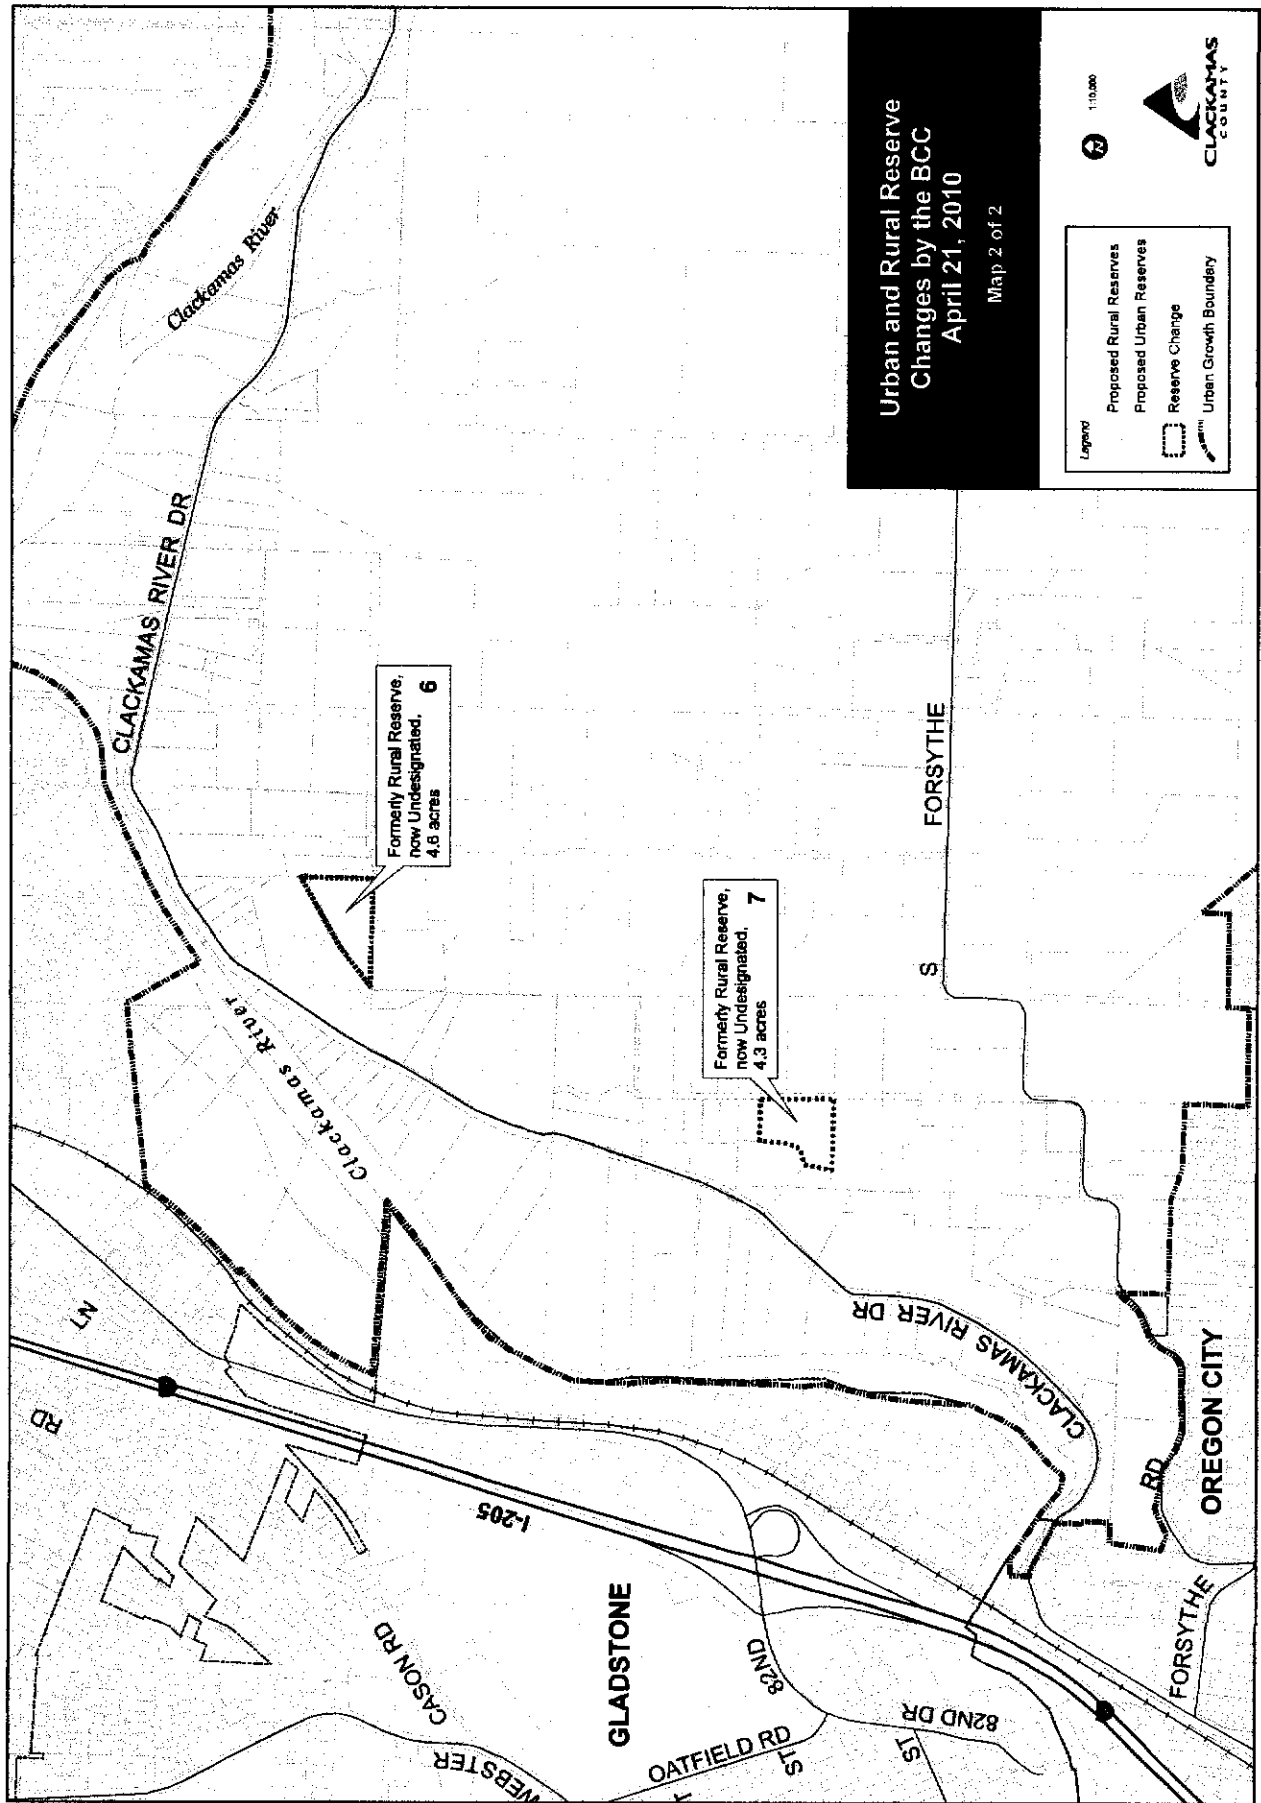 Urban and Rural Reserve
Changes by the BCC
April 21, 2010
Map 2 of 2
Legend
Proposed Rural Reserves
Proposed Urban Reserves
Reserve Change
Urban Growth Boundary
N
1:10,000
CLACKAMAS
COUNTY
Clackamas River
CLACKAMAS RIVER DR
Formerly Rural Reserve,
now Undesignated.
4.6 acres
6
Formerly Rural Reserve,
now Undesignated.
4.3 acres
7
Clackamas River
CLACKAMAS RIVER DR
S
FORSYTHE
RD
OREGON CITY
FORSYTHE
LN
RD
I-205
GLADSTONE
CASON RD
WEBSTER
OATFIELD RD
82ND
82ND DR
ST
ST
T